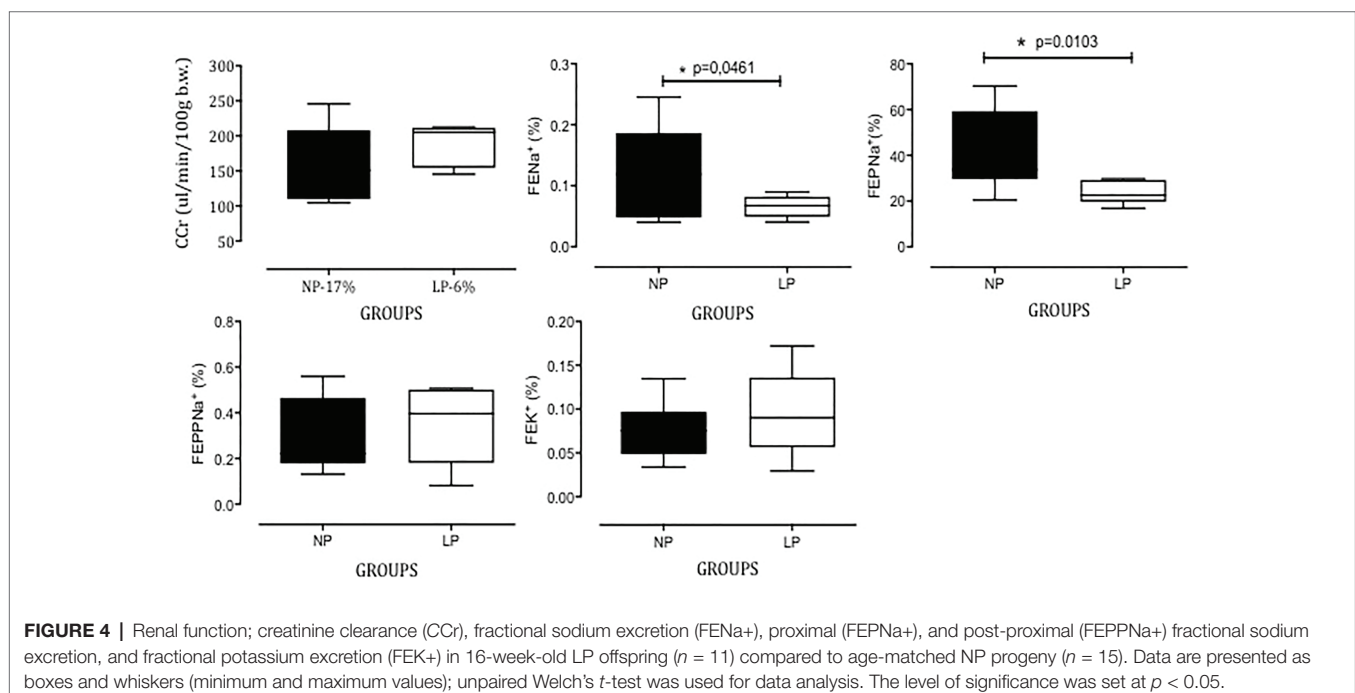 CCr (ul/min/100g b.w.)
300
250
200
150
100
50
NP-17% LP-6%
GROUPS
FENa⁺ (%)
0.3
0.2
0.1
0.0
* p=0,0461
NP LP
GROUPS
FEPNa⁺(%)
80
60
40
20
0
* p=0.0103
NP LP
GROUPS
FEPPNa⁺ (%)
0.8
0.6
0.4
0.2
0.0
NP LP
GROUPS
FEK⁺ (%)
0.20
0.15
0.10
0.05
0.00
NP LP
GROUPS
FIGURE 4 | Renal function; creatinine clearance (CCr), fractional sodium excretion (FENa+), proximal (FEPNa+), and post-proximal (FEPPNa+) fractional sodium
excretion, and fractional potassium excretion (FEK+) in 16-week-old LP offspring (n = 11) compared to age-matched NP progeny (n = 15). Data are presented as
boxes and whiskers (minimum and maximum values); unpaired Welch's t-test was used for data analysis. The level of significance was set at p < 0.05.